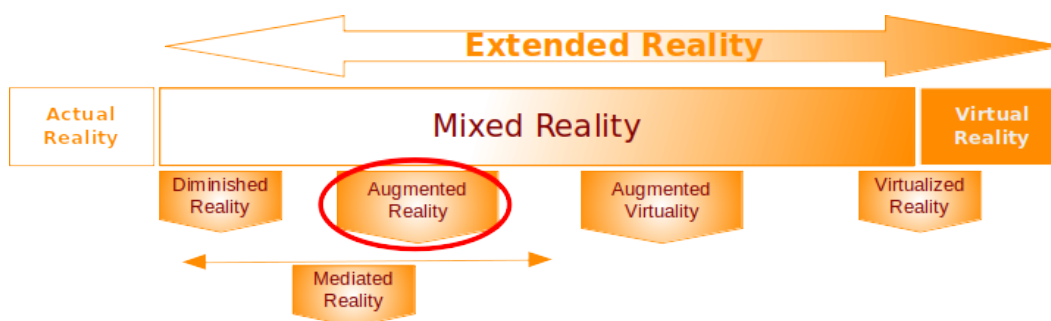 Extended Reality
Actual
Reality
Mixed Reality
Virtual
Reality
Diminished
Reality
Augmented
Reality
Augmented
Virtuality
Virtualized
Reality
Mediated
Reality